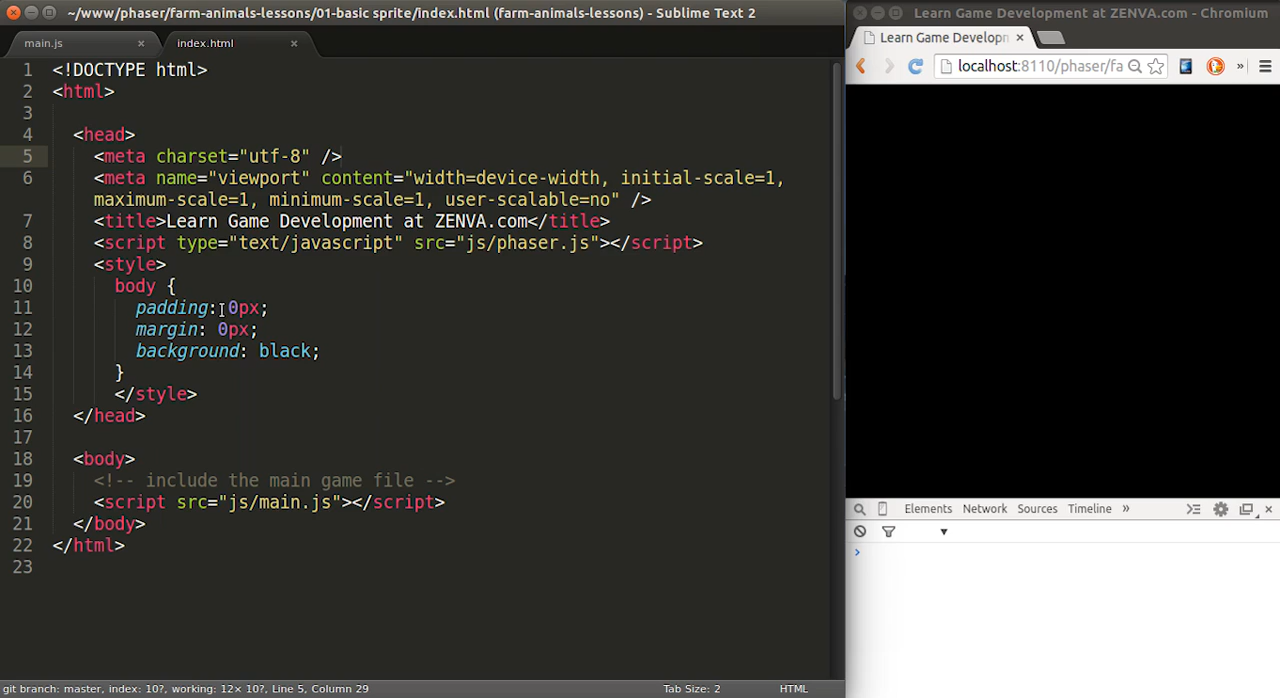 ~/www/phaser/farm-animals-lessons/01-basic sprite/index.html (farm-animals-lessons) - Sublime Text 2
main.js × index.html ×
1 <!DOCTYPE html>
2 <html>
3
4 <head>
5 <meta charset="utf-8" />
6 <meta name="viewport" content="width=device-width, initial-scale=1,
maximum-scale=1, minimum-scale=1, user-scalable=no" />
7 <title>Learn Game Development at ZENVA.com</title>
8 <script type="text/javascript" src="js/phaser.js"></script>
9 <style>
10 body {
11 padding: 0px;
12 margin: 0px;
13 background: black;
14 }
15 </style>
16 </head>
17
18 <body>
19 <!-- include the main game file -->
20 <script src="js/main.js"></script>
21 </body>
22 </html>
23
git branch: master, index: 10?, working: 12× 10?, Line 5, Column 29
Tab Size: 2
HTML
Learn Game Development at ZENVA.com - Chromium
Learn Game Developn ×
localhost:8110/phaser/fa »
Elements Network Sources Timeline » ×